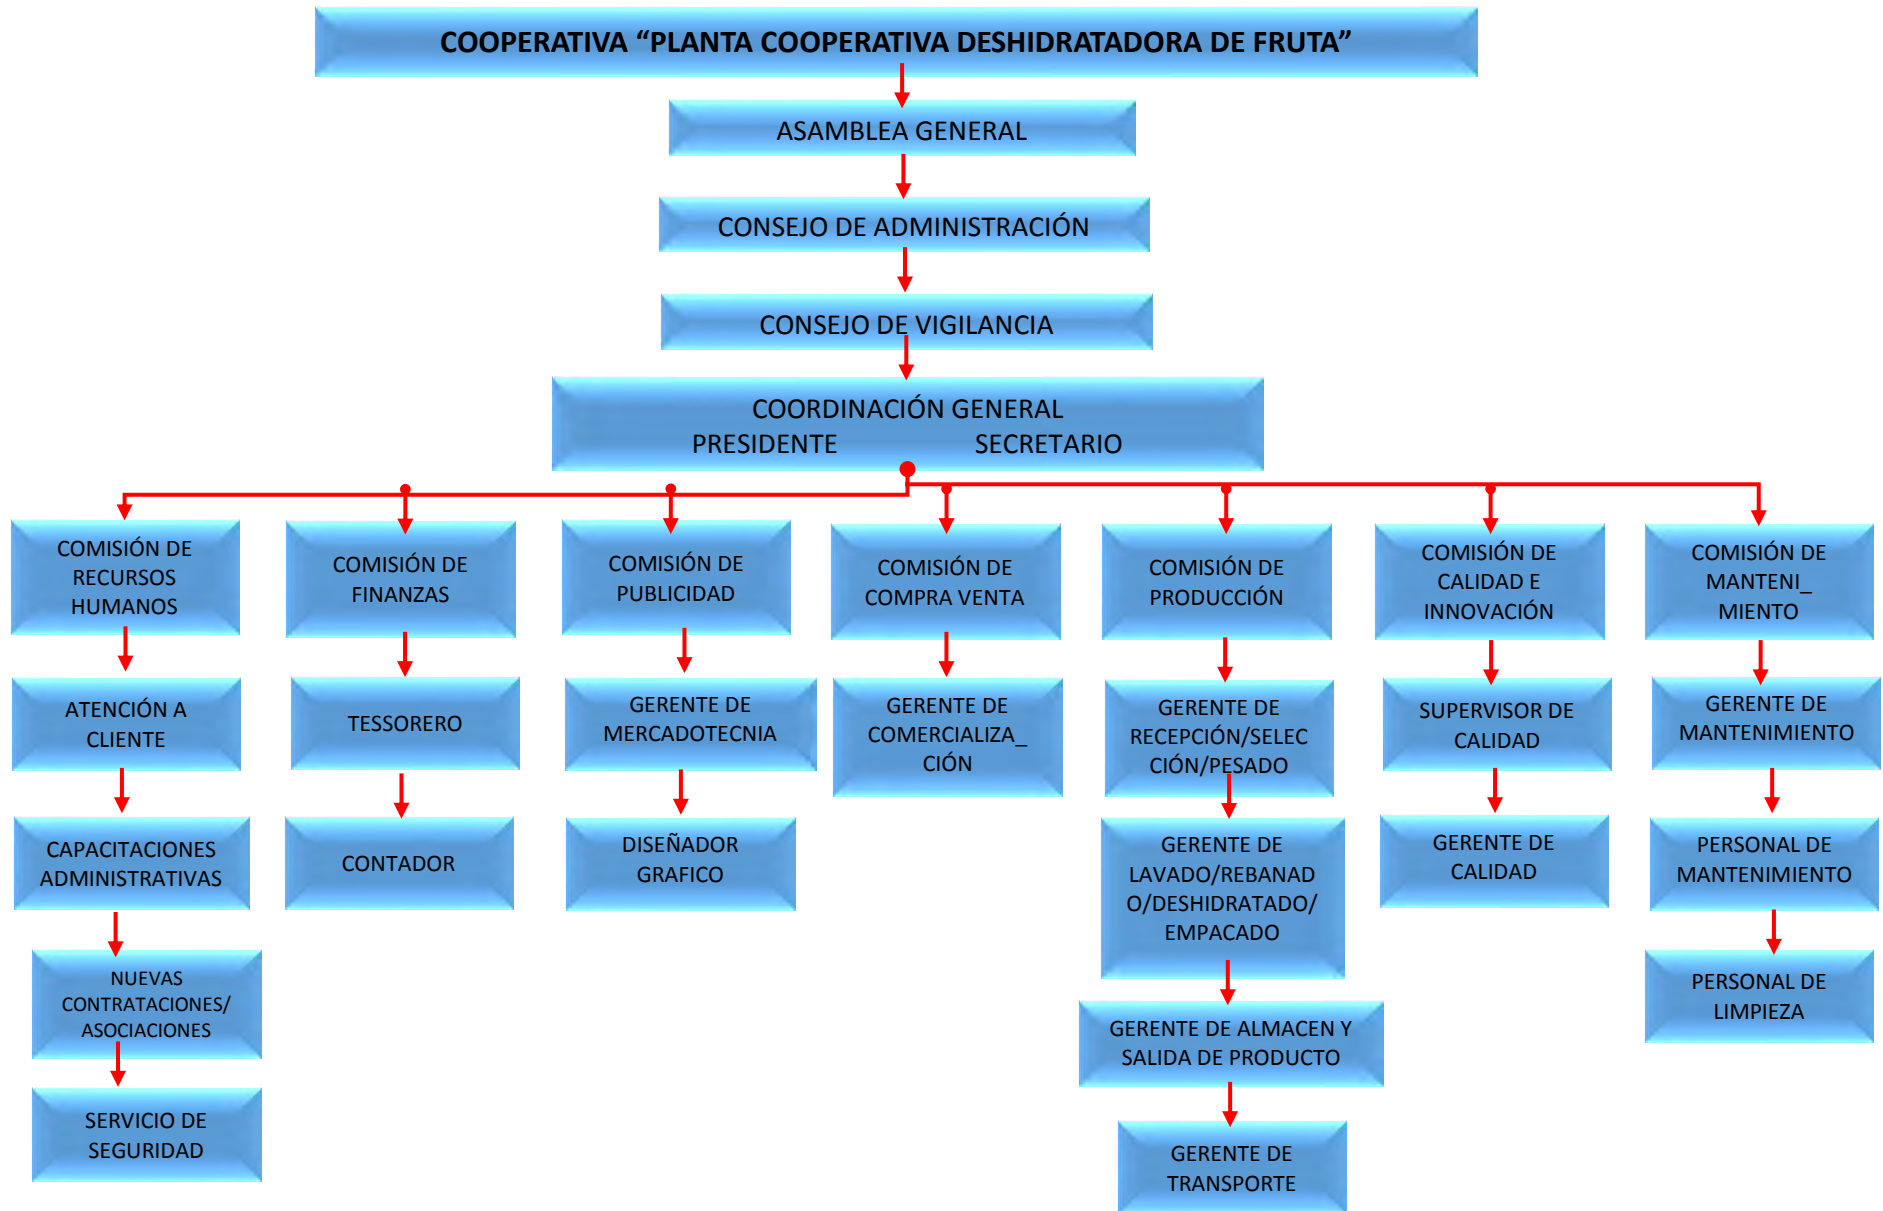 COOPERATIVA “PLANTA COOPERATIVA DESHIDRATADORA DE FRUTA”
ASAMBLEA GENERAL
CONSEJO DE ADMINISTRACIÓN
CONSEJO DE VIGILANCIA
COORDINACIÓN GENERAL
PRESIDENTE SECRETARIO
COMISIÓN DE
RECURSOS
HUMANOS
COMISIÓN DE
FINANZAS
COMISIÓN DE
PUBLICIDAD
COMISIÓN DE
COMPRA VENTA
COMISIÓN DE
PRODUCCIÓN
COMISIÓN DE
CALIDAD E
INNOVACIÓN
COMISIÓN DE
MANTENI_
MIENTO
ATENCIÓN A
CLIENTE
TESSORERO
GERENTE DE
MERCADOTECNIA
GERENTE DE
COMERCIALIZA_
CIÓN
GERENTE DE
RECEPCIÓN/SELEC
CIÓN/PESADO
SUPERVISOR DE
CALIDAD
GERENTE DE
MANTENIMIENTO
CAPACITACIONES
ADMINISTRATIVAS
CONTADOR
DISEÑADOR
GRAFICO
GERENTE DE
LAVADO/REBANAD
O/DESHIDRATADO/
EMPACADO
GERENTE DE
CALIDAD
PERSONAL DE
MANTENIMIENTO
NUEVAS
CONTRATACIONES/
ASOCIACIONES
GERENTE DE ALMACEN Y
SALIDA DE PRODUCTO
PERSONAL DE
LIMPIEZA
SERVICIO DE
SEGURIDAD
GERENTE DE
TRANSPORTE